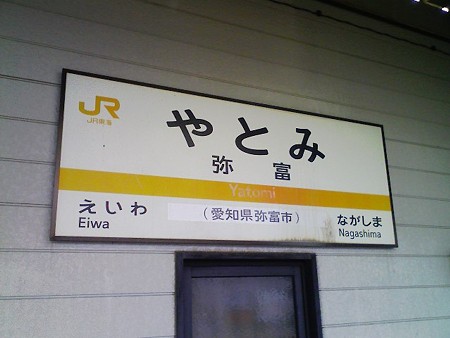 JR
JR東海
やとみ
弥富
Yatomi
えいわ
Eiwa
（愛知県弥富市）
ながしま
Nagashima